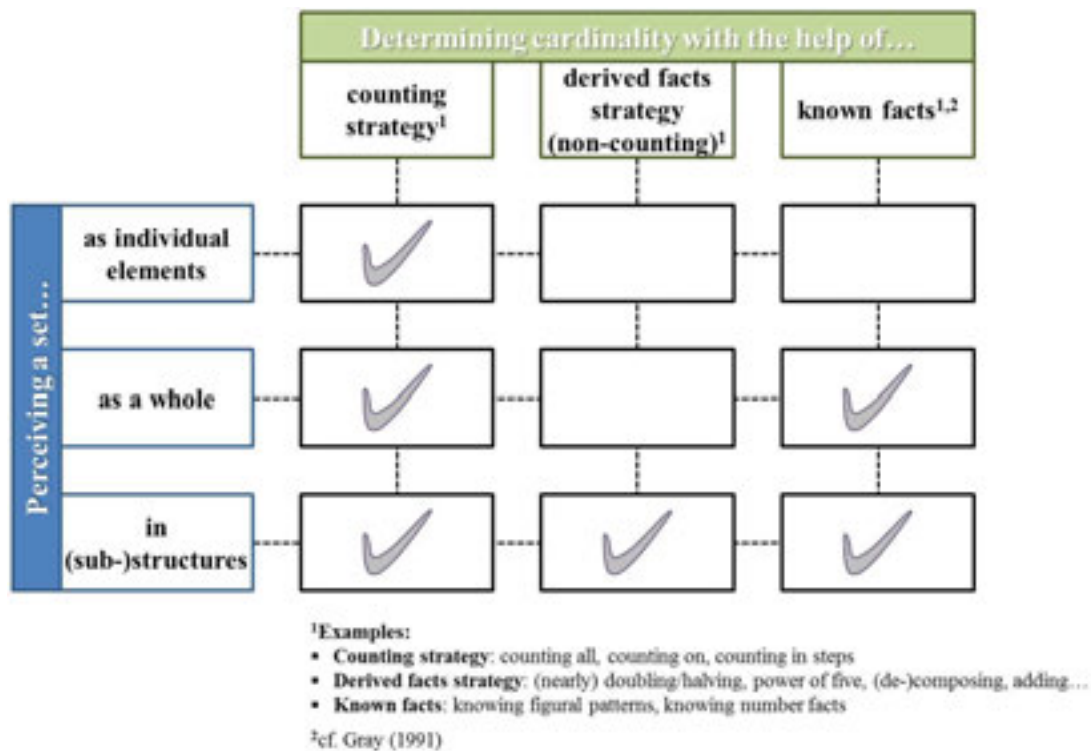 Determining cardinality with the help of…
counting
strategy¹
derived facts
strategy
(non-counting)¹
known facts¹,²
Perceiving a set…
as individual
elements
as a whole
in
(sub-)structures
¹Examples:
▪ Counting strategy: counting all, counting on, counting in steps
▪ Derived facts strategy: (nearly) doubling/halving, power of five, (de-)composing, adding…
▪ Known facts: knowing figural patterns, knowing number facts
²cf. Gray (1991)